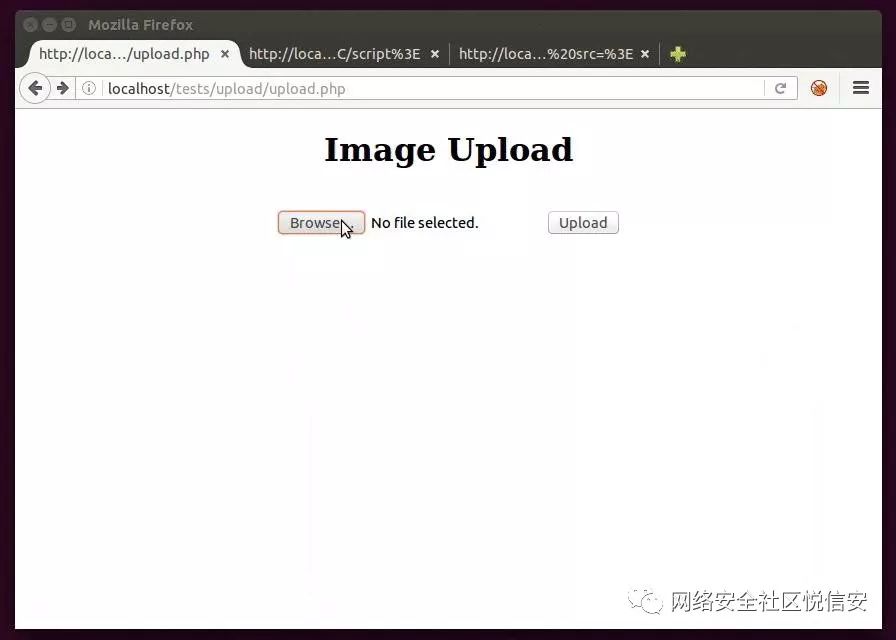 Mozilla Firefox
http://loca.../upload.php × http://loca...C/script%3E × http://loca...%20src=%3E ×
localhost/tests/upload/upload.php
Image Upload
Browse... No file selected. Upload
网络安全社区悦信安